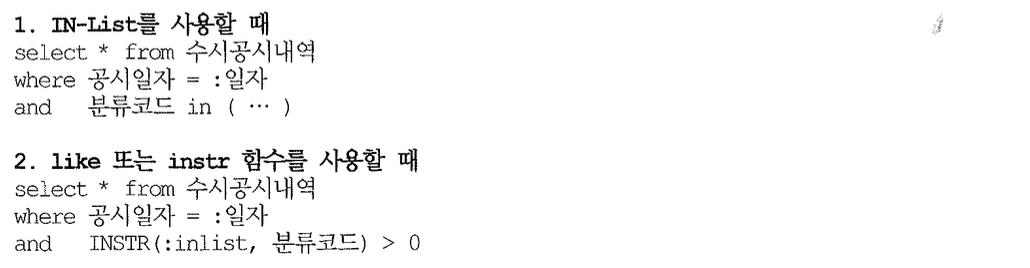 1. IN-List를 사용할 때
select * from 수시공시내역
where 공시일자 = :일자
and   분류코드 in ( … )
2. like 또는 instr 함수를 사용할 때
select * from 수시공시내역
where 공시일자 = :일자
and   INSTR(:inlist, 분류코드) > 0